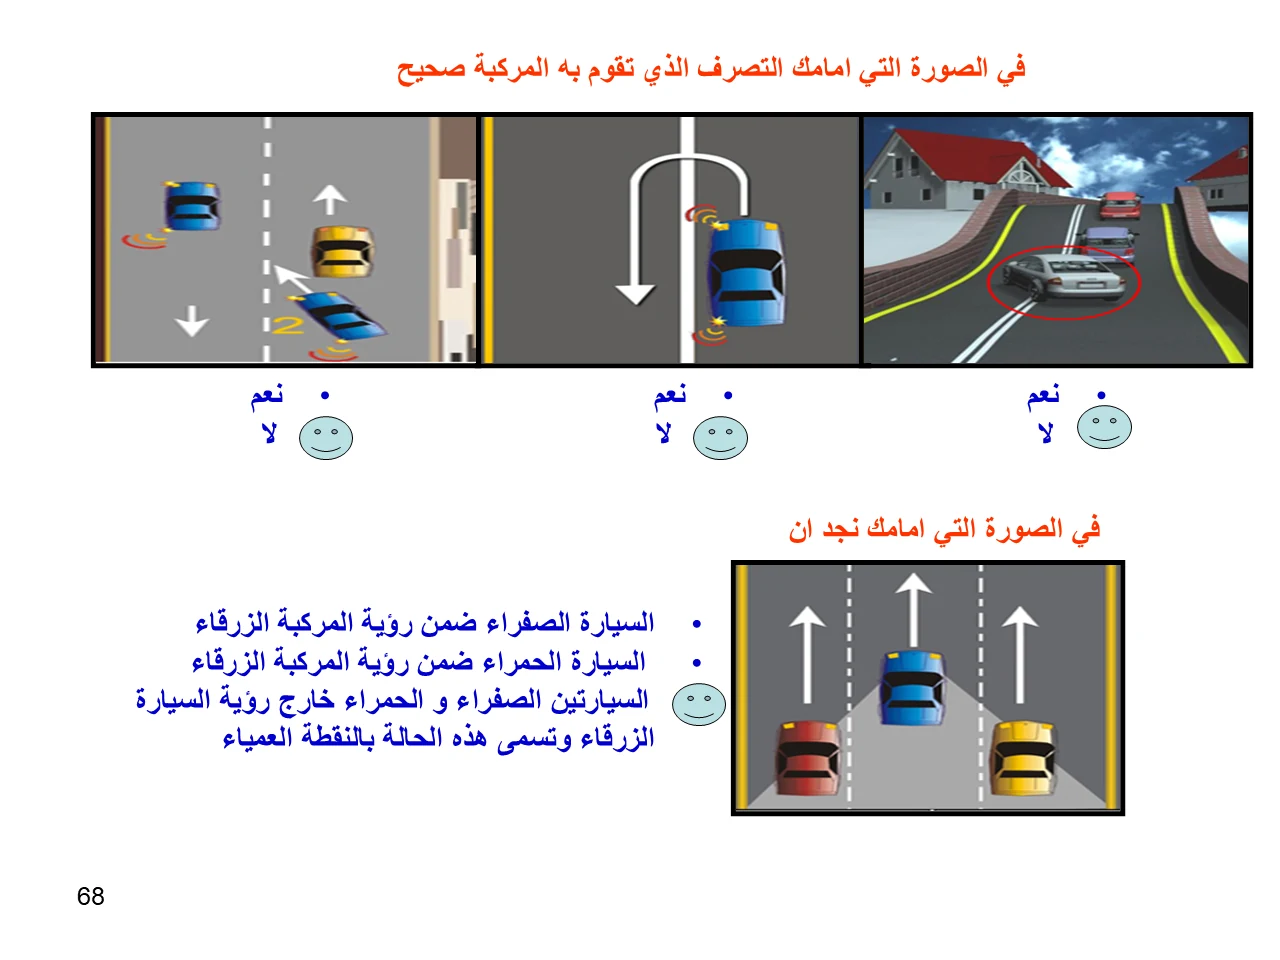 في الصورة التي امامك التصرف الذي تقوم به المركبة صحيح
2
• نعم
لا
• نعم
لا
• نعم
لا
في الصورة التي امامك نجد ان
• السيارة الصفراء ضمن رؤية المركبة الزرقاء
• السيارة الحمراء ضمن رؤية المركبة الزرقاء
السيارتين الصفراء و الحمراء خارج رؤية السيارة
الزرقاء وتسمى هذه الحالة بالنقطة العمياء
68